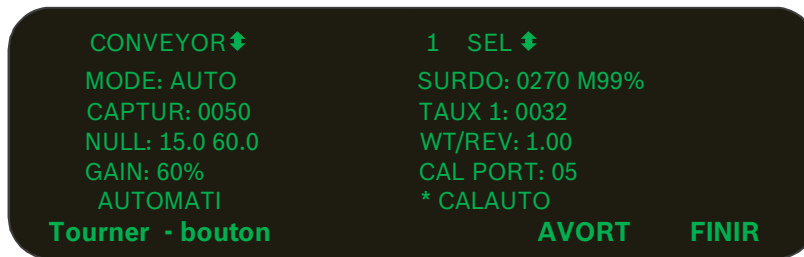 CONVEYOR⬍ 1 SEL ⬍
MODE: AUTO SURDO: 0270 M99%
CAPTUR: 0050 TAUX 1: 0032
NULL: 15.0 60.0 WT/REV: 1.00
GAIN: 60% CAL PORT: 05
AUTOMATI * CALAUTO
Tourner - bouton AVORT FINIR